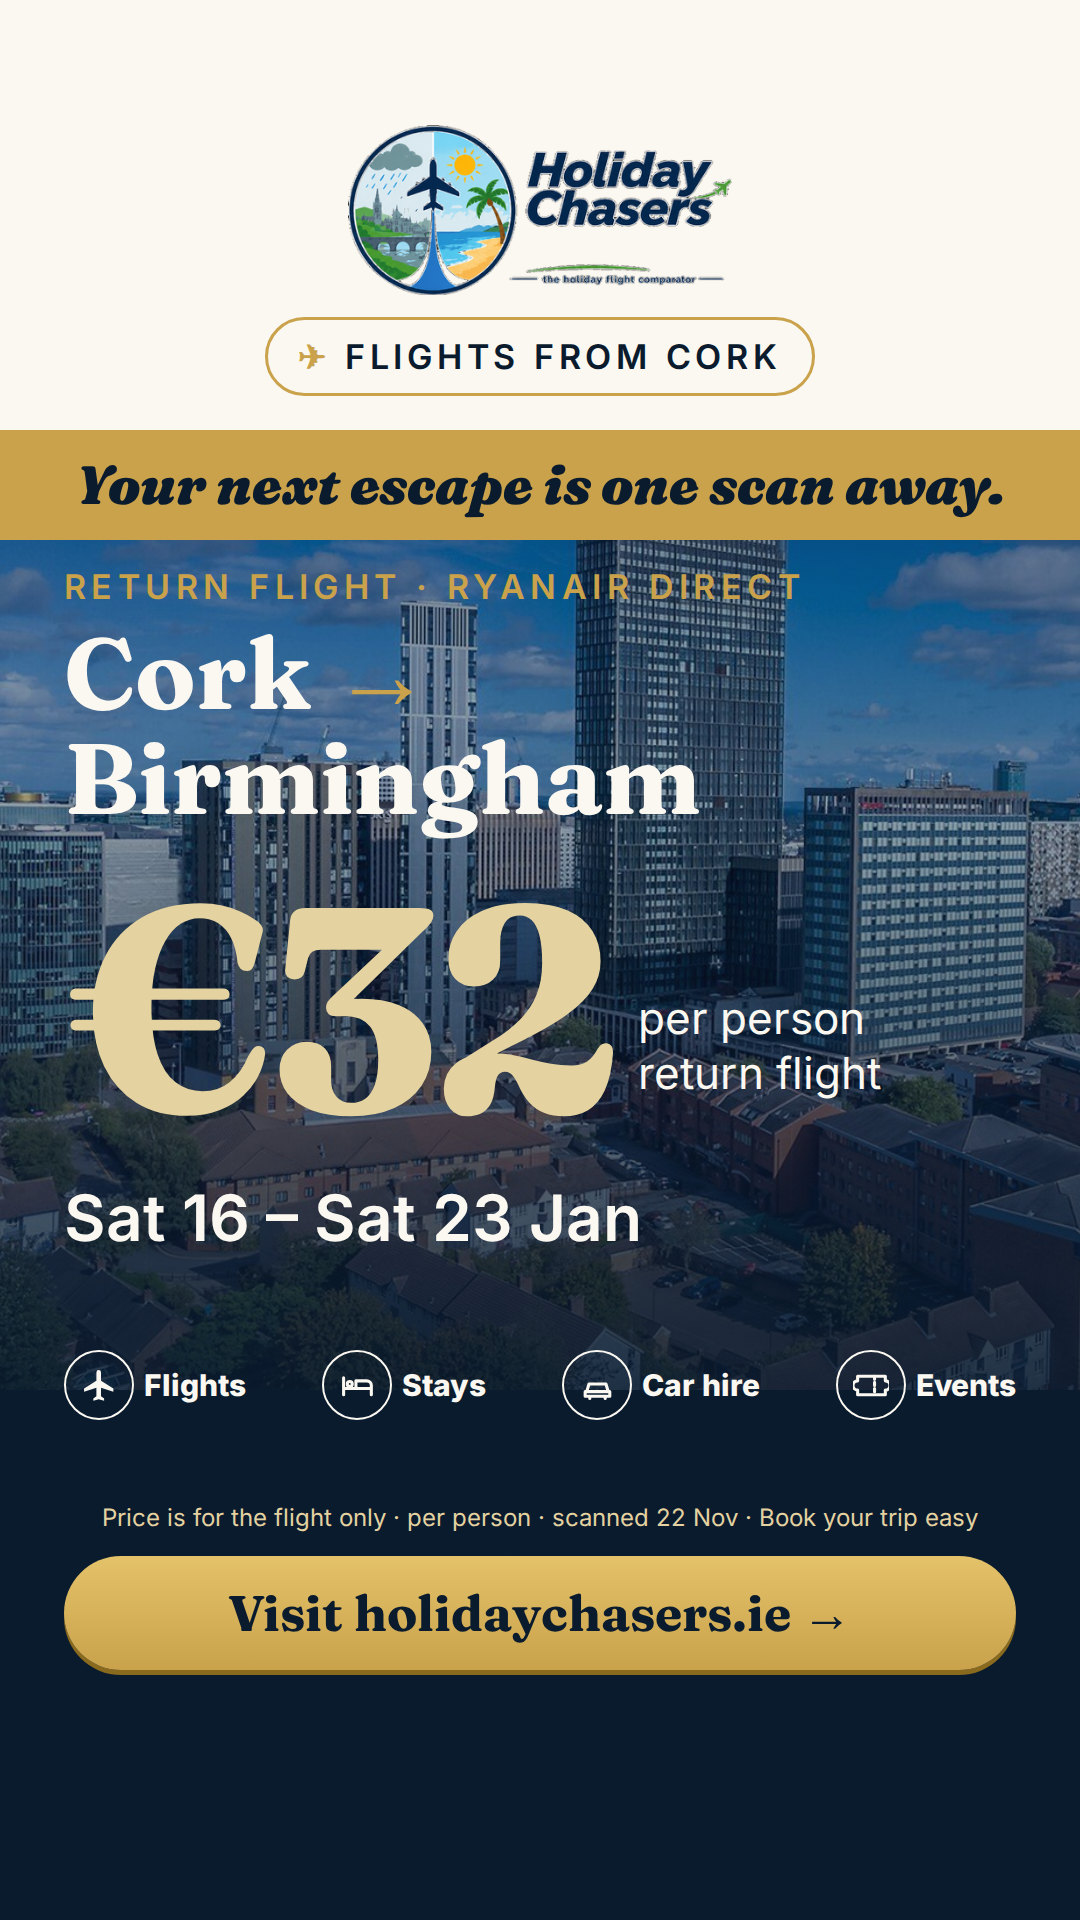 Holiday
Chasers
the holiday flight comparator
✈ FLIGHTS FROM CORK
Your next escape is one scan away.
RETURN FLIGHT · RYANAIR DIRECT
Cork →
Birmingham
€32
per person
return flight
Sat 16 – Sat 23 Jan
Flights Stays Car hire Events
Price is for the flight only · per person · scanned 22 Nov · Book your trip easy
Visit holidaychasers.ie →